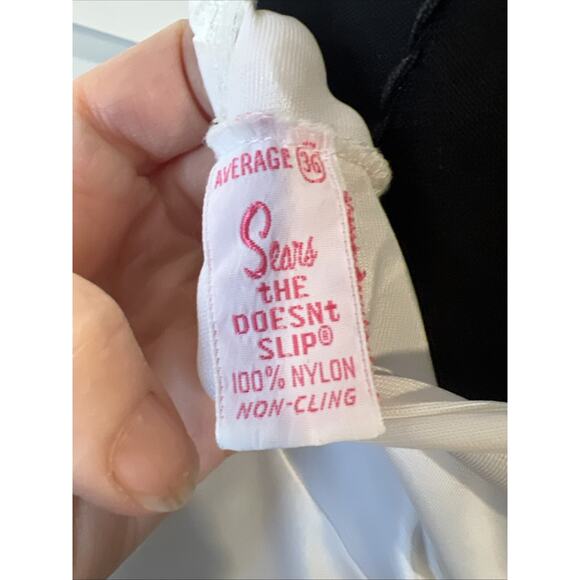 AVERAGE 36
Sears
tHE
DOESNt
SLIP®
100% NYLON
NON-CLING